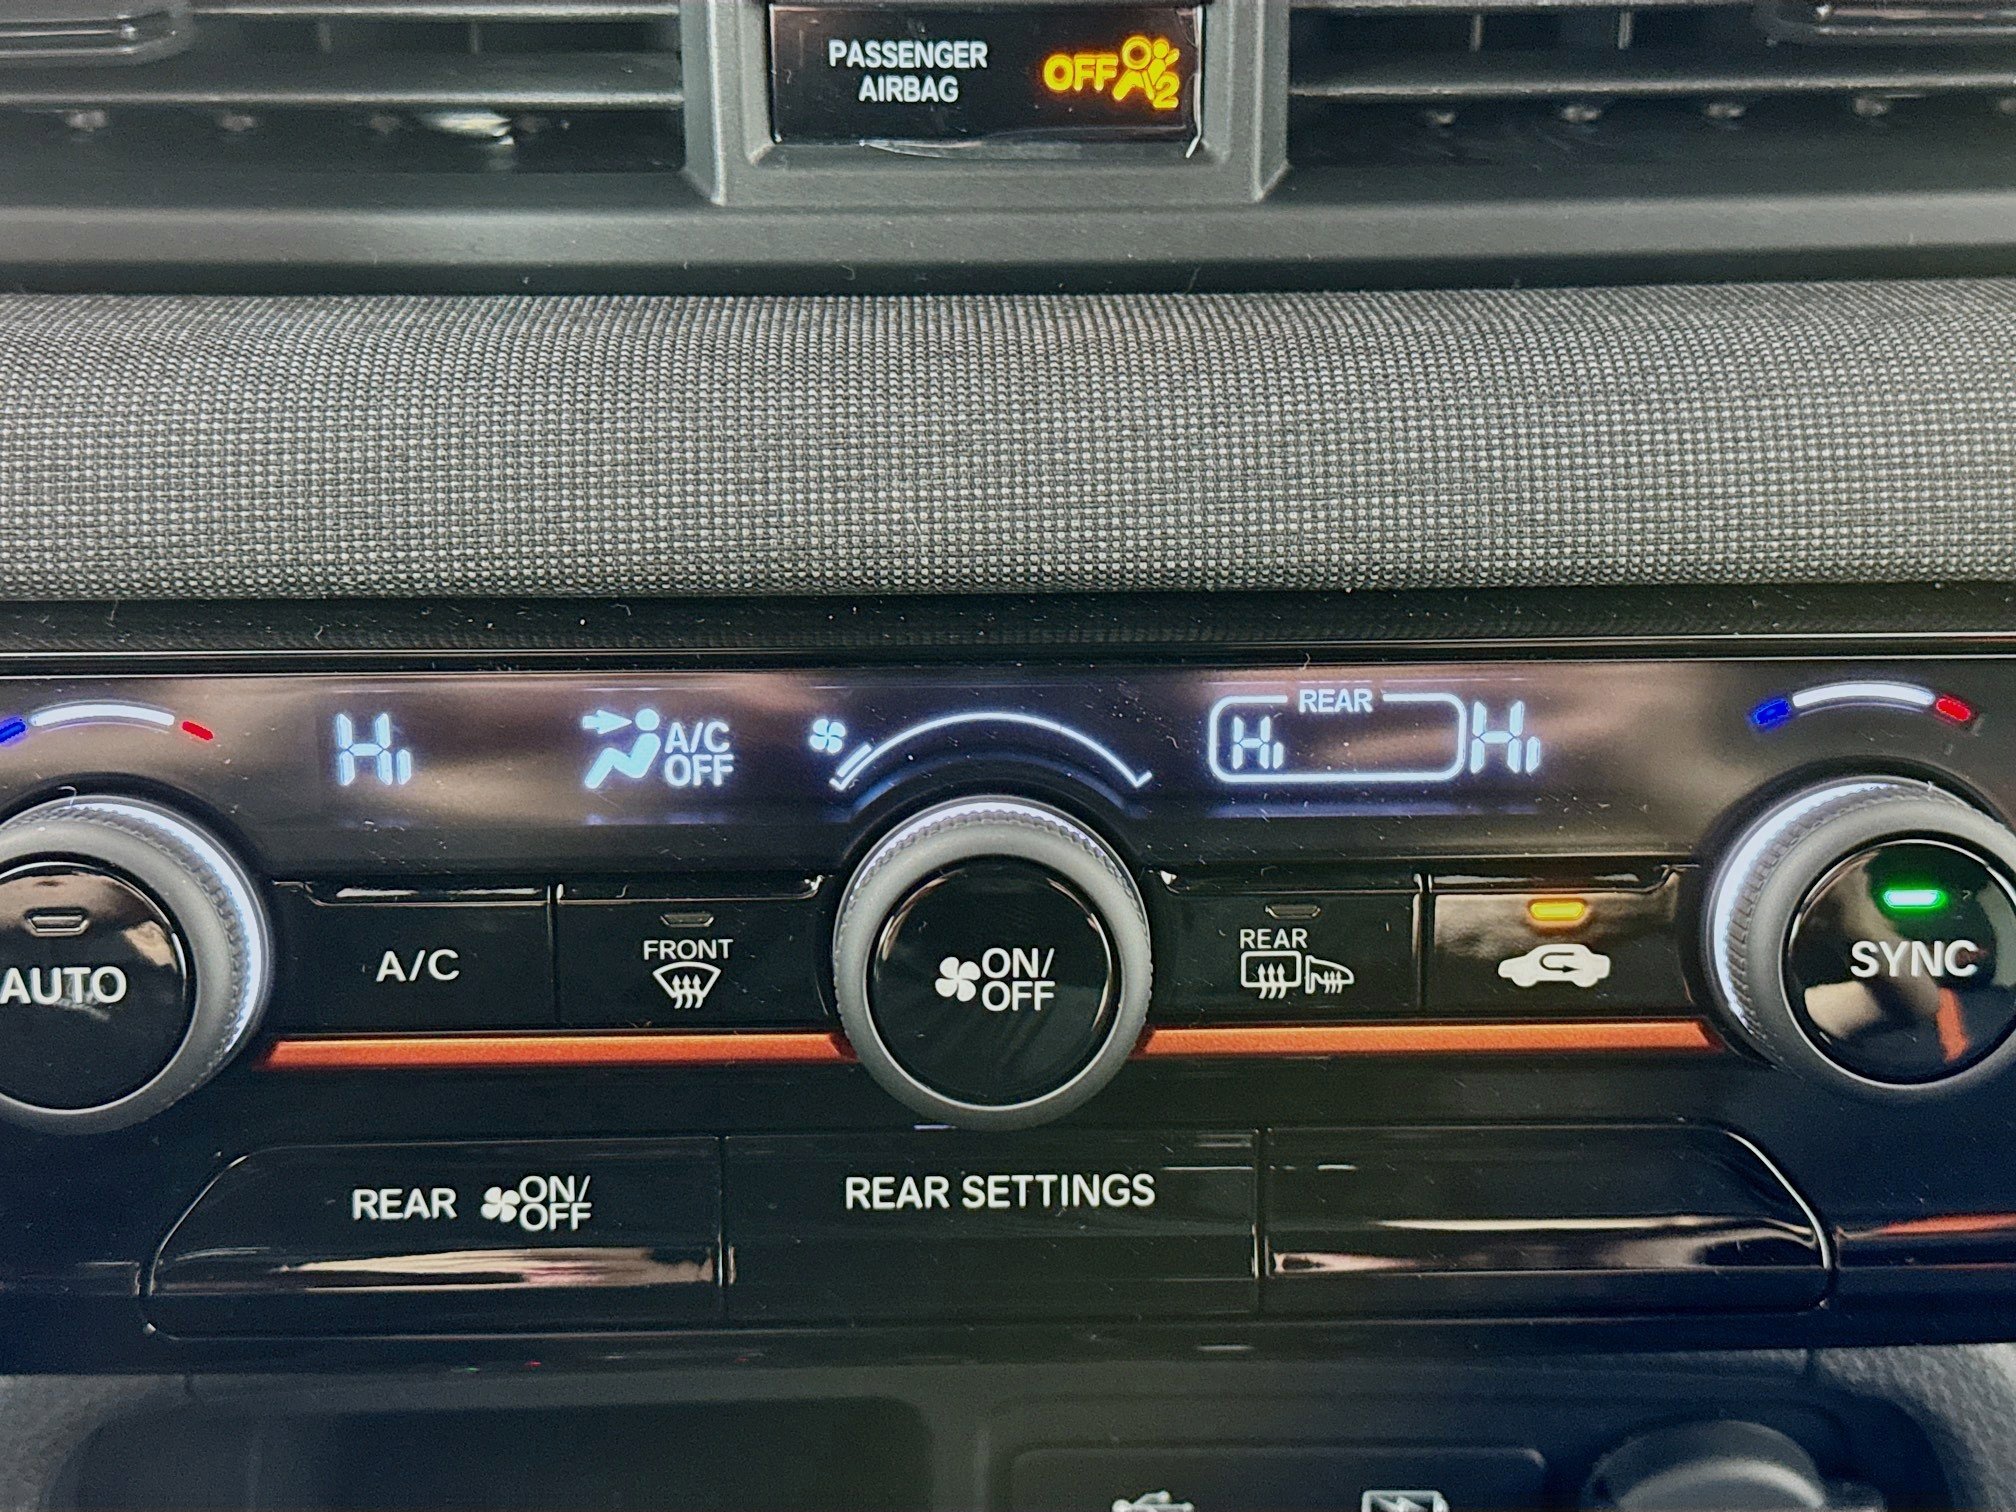 PASSENGER
AIRBAG
OFF
2
Hi
A/C
OFF
REAR
Hi
Hi
AUTO
A/C
FRONT
ON/
OFF
REAR
SYNC
REAR
ON/
OFF
REAR SETTINGS